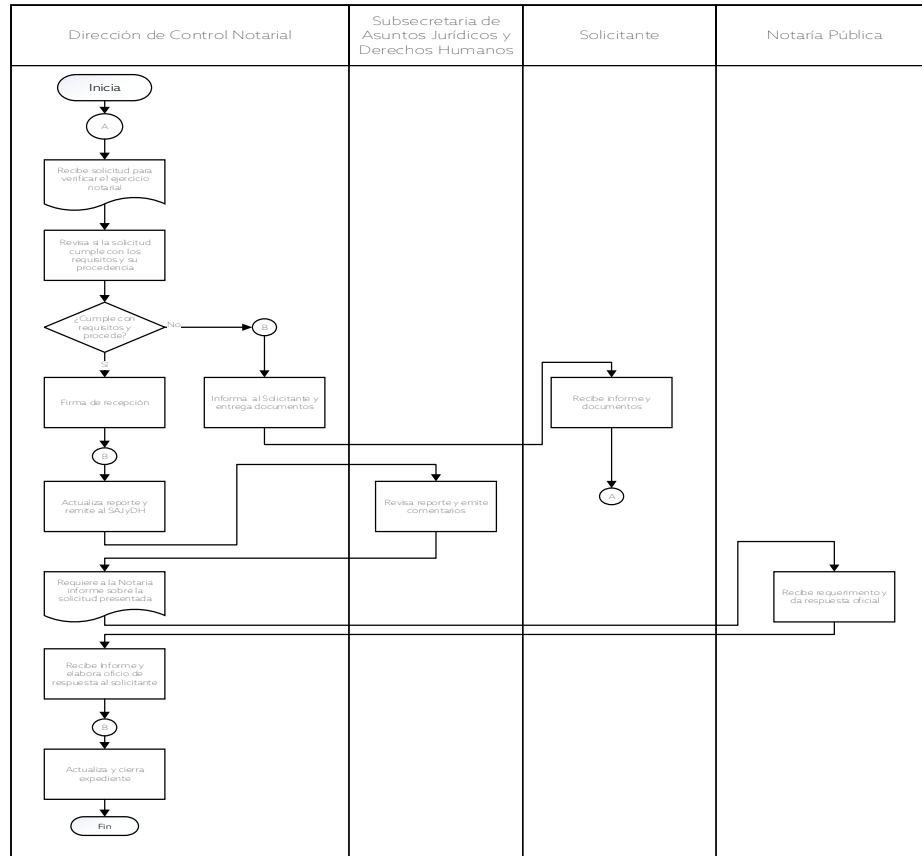 Dirección de Control Notarial
Subsecretaria de
Asuntos Jurídicos y
Derechos Humanos
Solicitante
Notaría Pública
Inicia
A
Recibe solicitud para
verificar el ejercicio
notarial
Revisa si la solicitud
cumple con los
requisitos y su
procedencia
¿Cumple con
requisitos y
procede?
No
B
Si
Firma de recepción
Informa al Solicitante y
entrega documentos
Recibe informe y
documentos
B
A
Actualiza reporte y
remite al SAJyDH
Revisa reporte y emite
comentarios
Requiere a la Notaria
informe sobre la
solicitud presentada
Recibe requerimento y
da respuesta oficial
Recibe Informe y
elabora oficio de
respuesta al solicitante
B
Actualiza y cierra
expediente
Fin